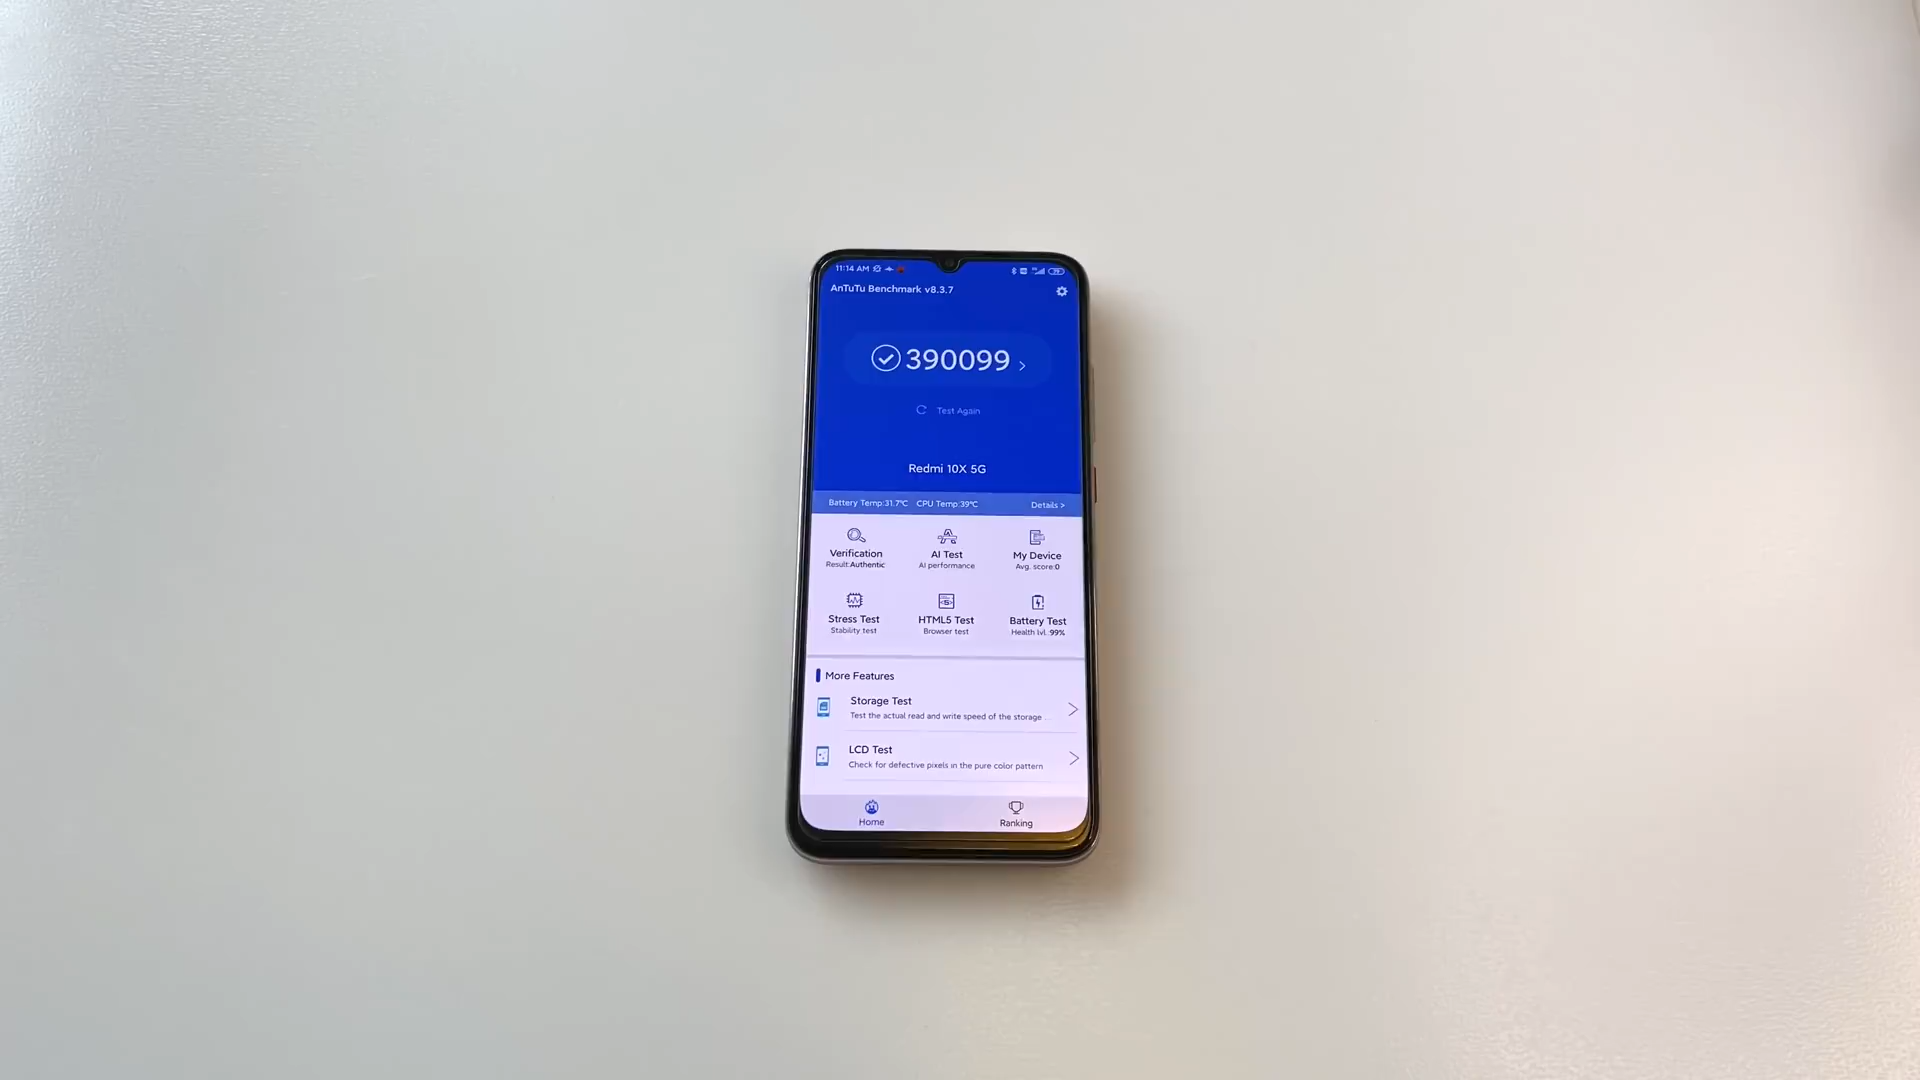 11:14 AM
AnTuTu Benchmark v8.3.7
390099 >
Test Again
Redmi 10X 5G
Battery Temp:31.7℃ CPU Temp:39℃ Details >
Verification AI Test My Device
Result:Authentic AI performance Avg. score:0
Stress Test HTML5 Test Battery Test
Stability test Browser test Health lvl.:99%
More Features
Storage Test
Test the actual read and write speed of the storage ...
LCD Test
Check for defective pixels in the pure color pattern
Home Ranking